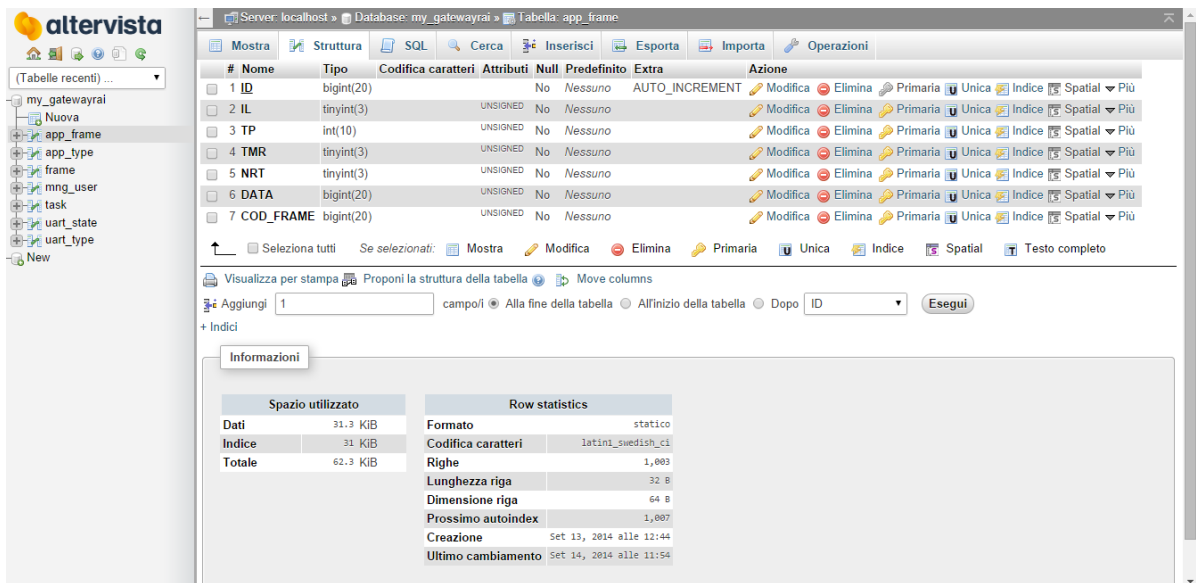 altervista
Server: localhost » Database: my_gatewayrai » Tabella: app_frame
Mostra Struttura SQL Cerca Inserisci Esporta Importa Operazioni
(Tabelle recenti) ...
my_gatewayrai
Nuova
app_frame
app_type
frame
mng_user
task
uart_state
uart_type
New
# Nome Tipo Codifica caratteri Attributi Null Predefinito Extra Azione
1 ID bigint(20) No Nessuno AUTO_INCREMENT Modifica Elimina Primaria Unica Indice Spatial Più
2 IL tinyint(3) UNSIGNED No Nessuno Modifica Elimina Primaria Unica Indice Spatial Più
3 TP int(10) UNSIGNED No Nessuno Modifica Elimina Primaria Unica Indice Spatial Più
4 TMR tinyint(3) UNSIGNED No Nessuno Modifica Elimina Primaria Unica Indice Spatial Più
5 NRT tinyint(3) UNSIGNED No Nessuno Modifica Elimina Primaria Unica Indice Spatial Più
6 DATA bigint(20) UNSIGNED No Nessuno Modifica Elimina Primaria Unica Indice Spatial Più
7 COD_FRAME bigint(20) UNSIGNED No Nessuno Modifica Elimina Primaria Unica Indice Spatial Più
Seleziona tutti Se selezionati: Mostra Modifica Elimina Primaria Unica Indice Spatial Testo completo
Visualizza per stampa Proponi la struttura della tabella Move columns
Aggiungi 1 campo/i Alla fine della tabella All'inizio della tabella Dopo ID Esegui
+ Indici
Informazioni
Spazio utilizzato
Dati 31.3 KiB
Indice 31 KiB
Totale 62.3 KiB
Row statistics
Formato statico
Codifica caratteri latin1_swedish_ci
Righe 1,003
Lunghezza riga 32 B
Dimensione riga 64 B
Prossimo autoindex 1,007
Creazione Set 13, 2014 alle 12:44
Ultimo cambiamento Set 14, 2014 alle 11:54